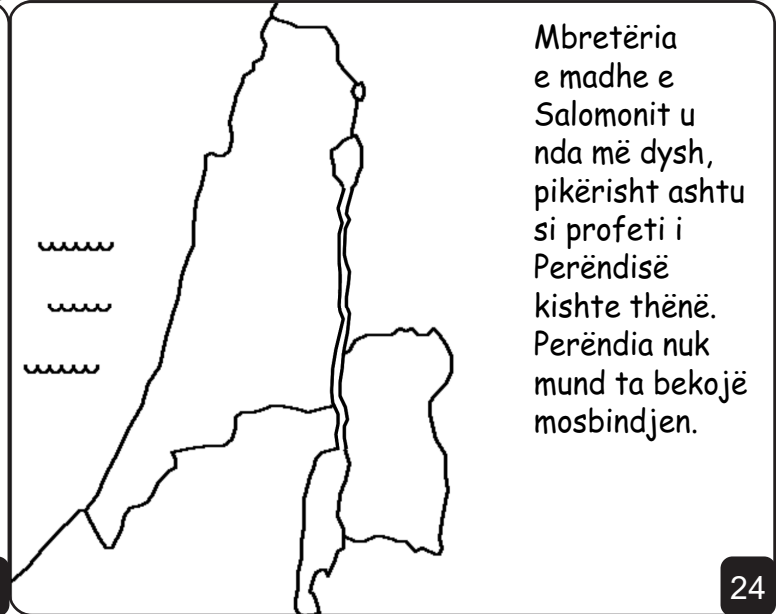 Mbretëria
e madhe e
Salomonit u
nda më dysh,
pikërisht ashtu
si profeti i
Perëndisë
kishte thënë.
Perëndia nuk
mund ta bekojë
mosbindjen.
24